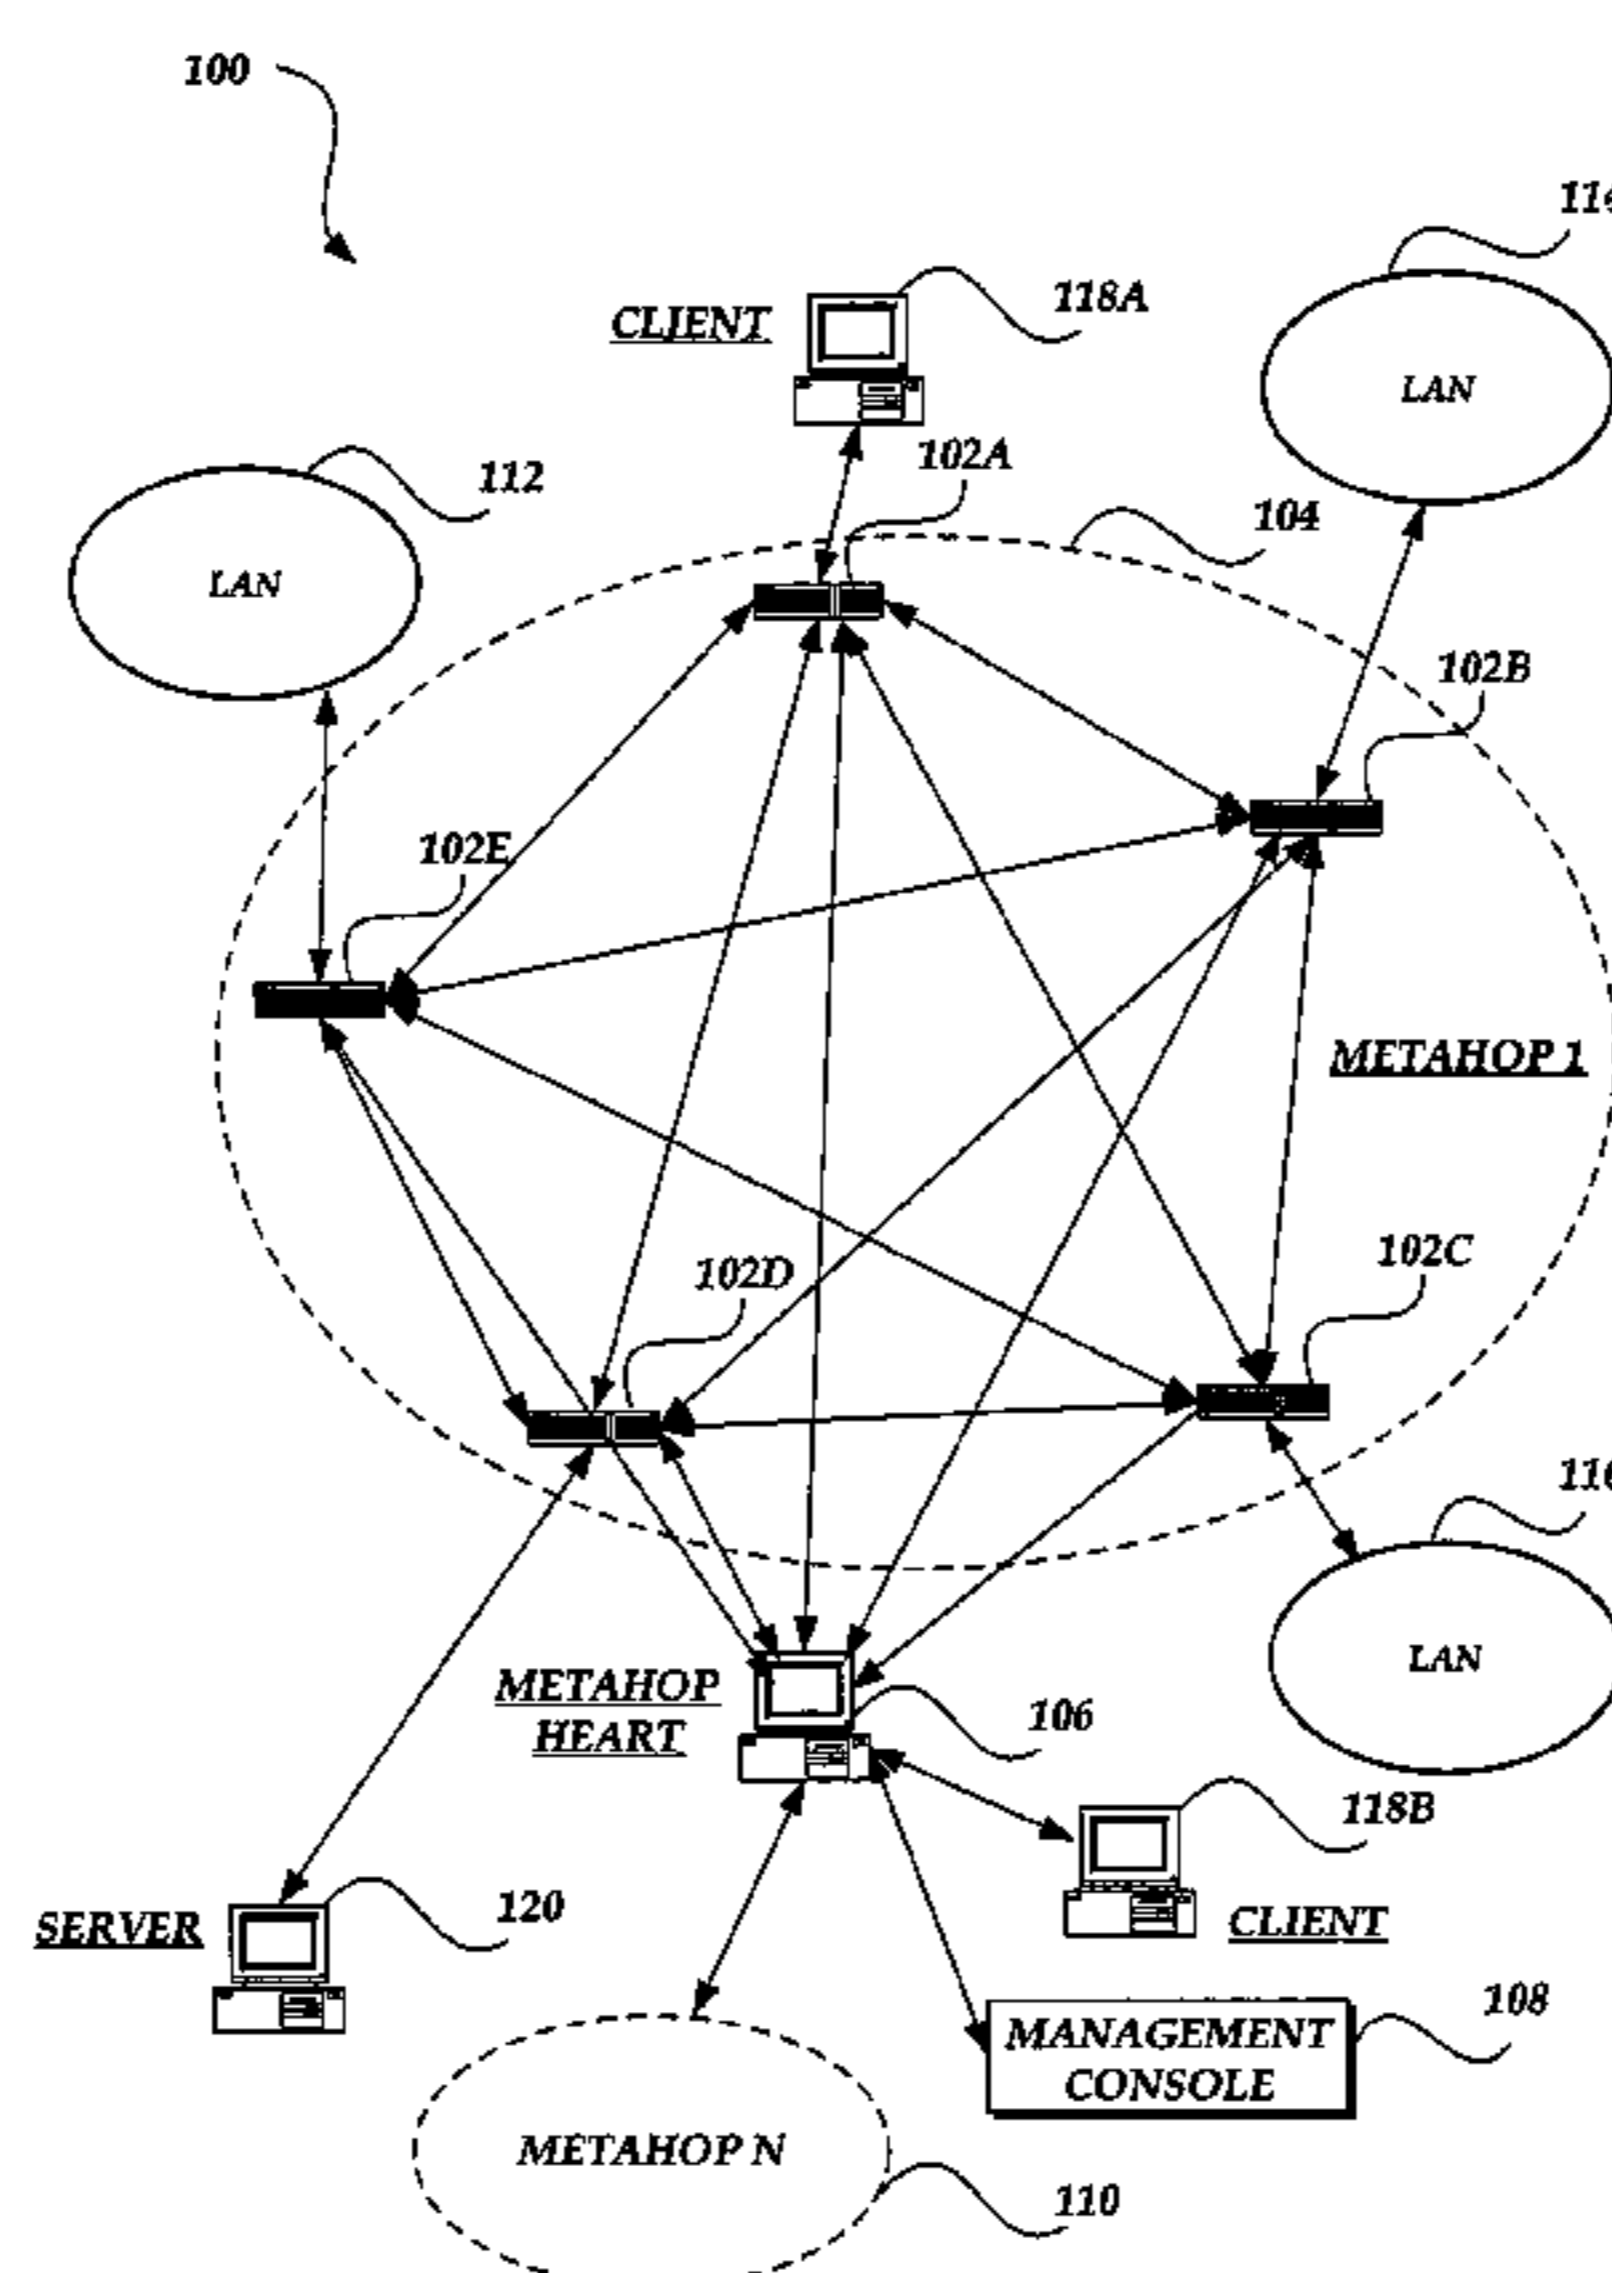 100
118A
CLIENT
LAN
102A
112
104
LAN
102B
102E
METAHOP 1
102C
102D
METAHOP
HEART
LAN
106
118B
120
SERVER
CLIENT
108
MANAGEMENT
CONSOLE
METAHOP N
110